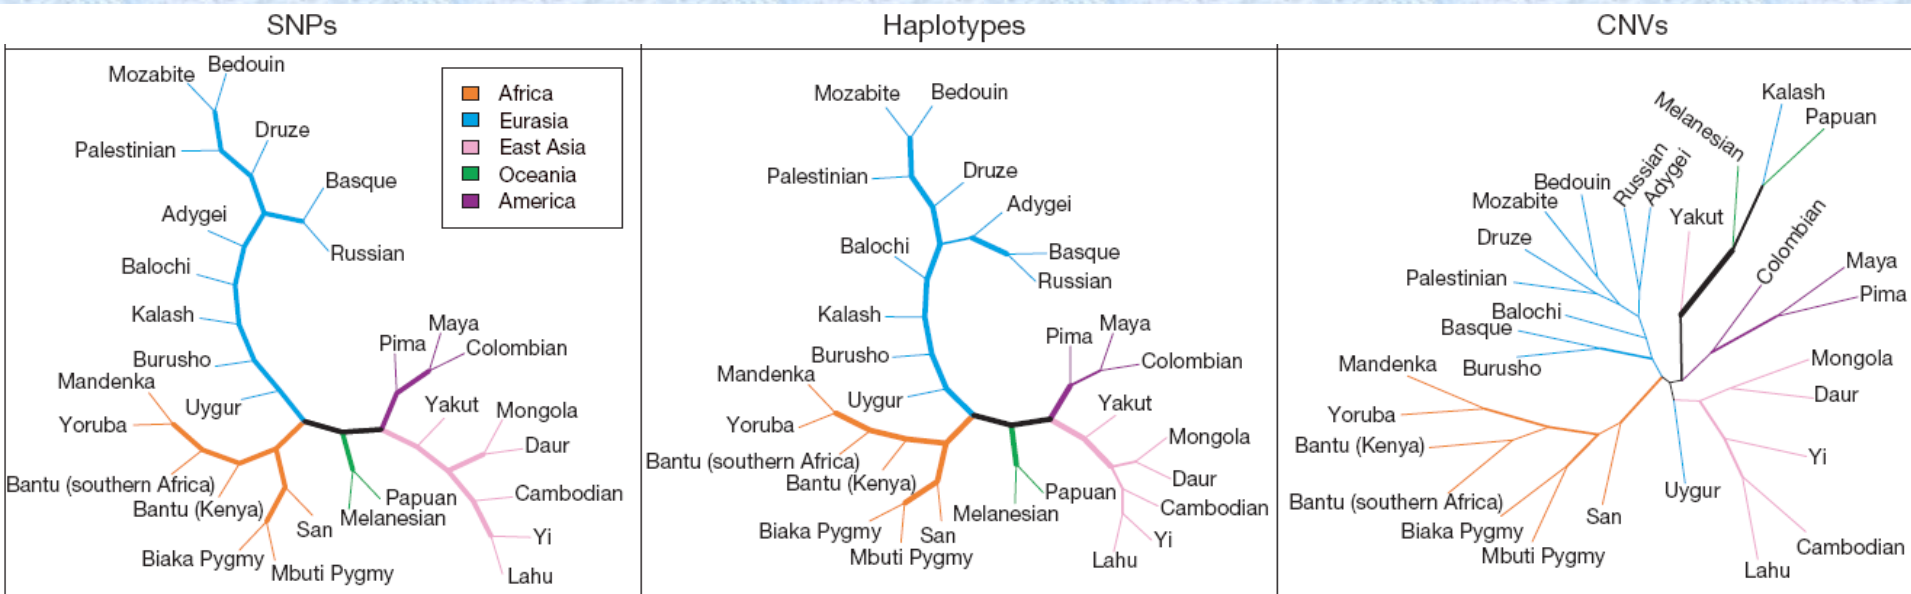 SNPs
Mozabite
Bedouin
Palestinian
Druze
Basque
Adygei
Russian
Balochi
Kalash
Burusho
Mandenka
Uygur
Yoruba
Bantu (southern Africa)
Bantu (Kenya)
Biaka Pygmy
San
Mbuti Pygmy
Pima
Maya
Colombian
Yakut
Mongola
Daur
Papuan
Melanesian
Cambodian
Yi
Lahu
Africa
Eurasia
East Asia
Oceania
America
Haplotypes
Mozabite
Bedouin
Palestinian
Druze
Adygei
Balochi
Basque
Russian
Kalash
Burusho
Mandenka
Uygur
Yoruba
Bantu (southern Africa)
Bantu (Kenya)
Biaka Pygmy
San
Mbuti Pygmy
Pima
Maya
Colombian
Yakut
Mongola
Daur
Papuan
Melanesian
Cambodian
Yi
Lahu
CNVs
Kalash
Melanesian
Papuan
Russian
Adygei
Bedouin
Mozabite
Yakut
Druze
Colombian
Palestinian
Maya
Pima
Balochi
Basque
Mandenka
Burusho
Mongola
Daur
Yoruba
Bantu (Kenya)
Yi
Bantu (southern Africa)
Uygur
Biaka Pygmy
San
Mbuti Pygmy
Cambodian
Lahu